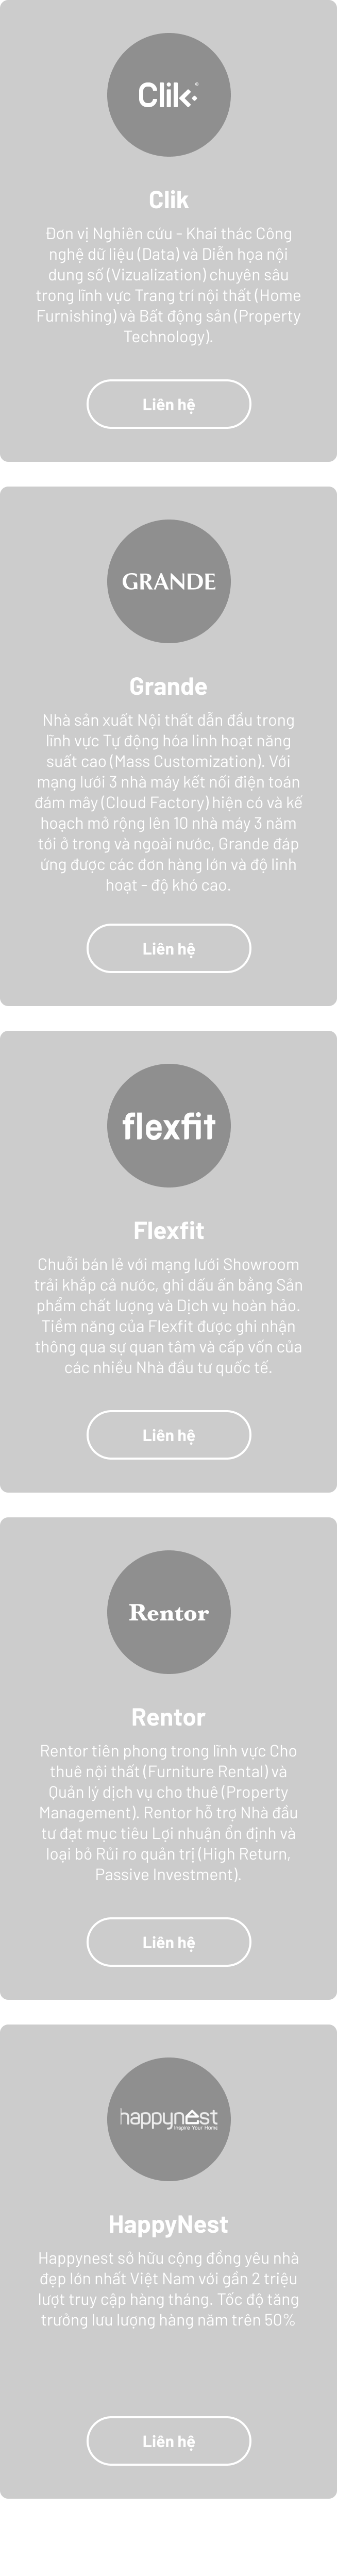 Clik
Clik
Đơn vị Nghiên cứu - Khai thác Công
nghệ dữ liệu (Data) và Diễn họa nội
dung số (Vizualization) chuyên sâu
trong lĩnh vực Trang trí nội thất (Home
Furnishing) và Bất động sản (Property
Technology).
Liên hệ
GRANDE
Grande
Nhà sản xuất Nội thất dẫn đầu trong
lĩnh vực Tự động hóa linh hoạt năng
suất cao (Mass Customization). Với
mạng lưới 3 nhà máy kết nối điện toán
đám mây (Cloud Factory) hiện có và kế
hoạch mở rộng lên 10 nhà máy 3 năm
tới ở trong và ngoài nước, Grande đáp
ứng được các đơn hàng lớn và độ linh
hoạt - độ khó cao.
Liên hệ
flexfit
Flexfit
Chuỗi bán lẻ với mạng lưới Showroom
trải khắp cả nước, ghi dấu ấn bằng Sản
phẩm chất lượng và Dịch vụ hoàn hảo.
Tiềm năng của Flexfit được ghi nhận
thông qua sự quan tâm và cấp vốn của
các nhiều Nhà đầu tư quốc tế.
Liên hệ
Rentor
Rentor
Rentor tiên phong trong lĩnh vực Cho
thuê nội thất (Furniture Rental) và
Quản lý dịch vụ cho thuê (Property
Management). Rentor hỗ trợ Nhà đầu
tư đạt mục tiêu Lợi nhuận ổn định và
loại bỏ Rủi ro quản trị (High Return,
Passive Investment).
Liên hệ
happynest
Inspire Your Home
HappyNest
Happynest sở hữu cộng đồng yêu nhà
đẹp lớn nhất Việt Nam với gần 2 triệu
lượt truy cập hàng tháng. Tốc độ tăng
trưởng lưu lượng hàng năm trên 50%
Liên hệ